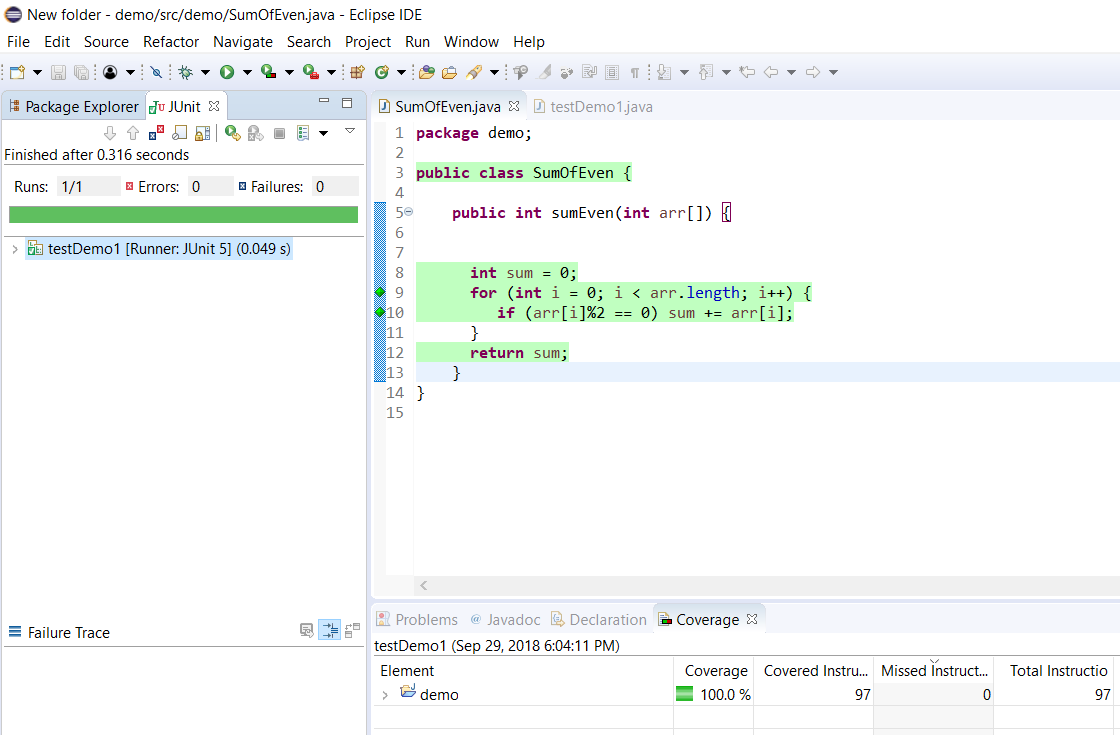 New folder - demo/src/demo/SumOfEven.java - Eclipse IDE
File Edit Source Refactor Navigate Search Project Run Window Help
Package Explorer JUnit
Finished after 0.316 seconds
Runs: 1/1 Errors: 0 Failures: 0
testDemo1 [Runner: JUnit 5] (0.049 s)
Failure Trace
SumOfEven.java testDemo1.java
1 package demo;
2
3 public class SumOfEven {
4
5 public int sumEven(int arr[]) {
6
7
8 int sum = 0;
9 for (int i = 0; i < arr.length; i++) {
10 if (arr[i]%2 == 0) sum += arr[i];
11 }
12 return sum;
13 }
14 }
15
Problems @ Javadoc Declaration Coverage
testDemo1 (Sep 29, 2018 6:04:11 PM)
Element Coverage Covered Instru... Missed Instruct... Total Instructio
demo 100.0 % 97 0 97